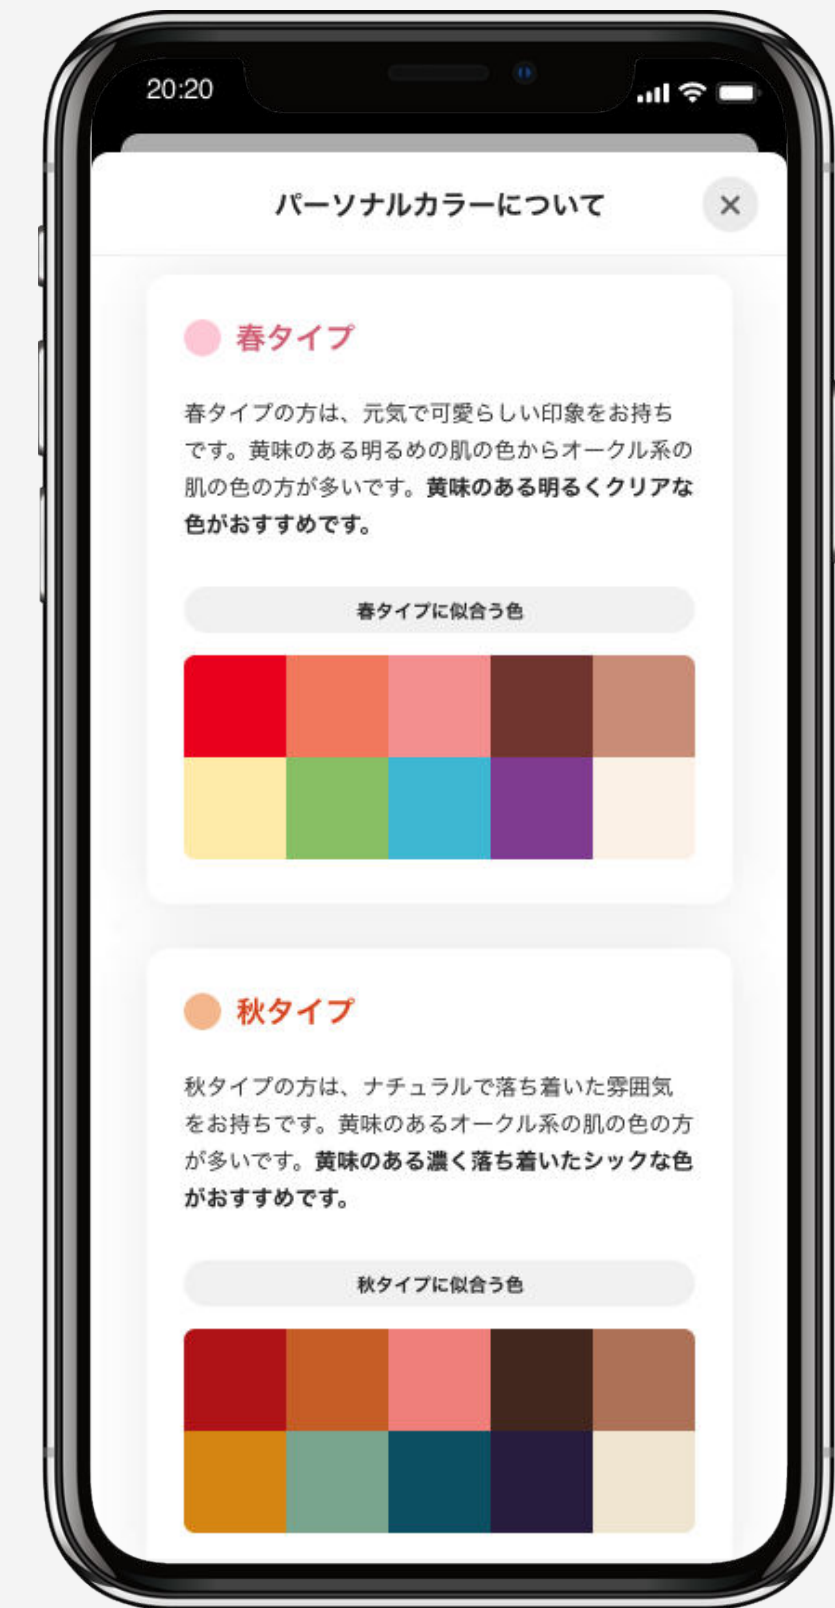 20:20
パーソナルカラーについて
春タイプ
春タイプの方は、元気で可愛らしい印象をお持ち
です。黄味のある明るめの肌の色からオークル系の
肌の色の方が多いです。黄味のある明るくクリアな
色がおすすめです。
春タイプに似合う色
秋タイプ
秋タイプの方は、ナチュラルで落ち着いた雰囲気
をお持ちです。黄味のあるオークル系の肌の色の方
が多いです。黄味のある濃く落ち着いたシックな色
がおすすめです。
秋タイプに似合う色